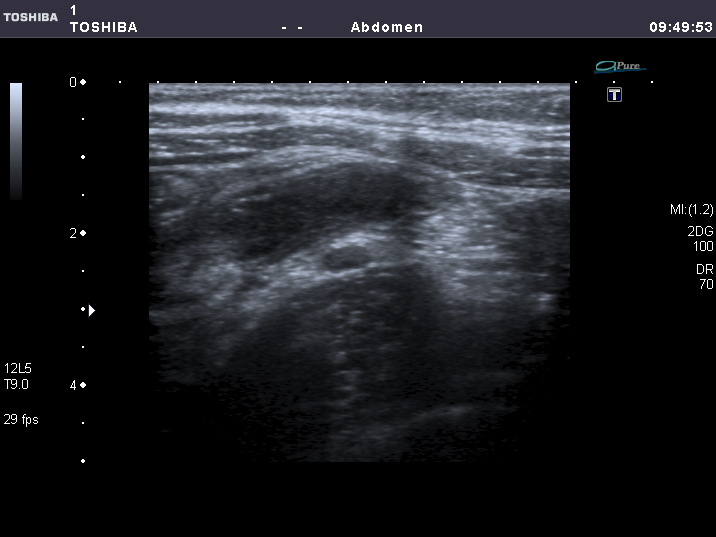 TOSHIBA
1
TOSHIBA - - Abdomen 09:49:53
aPure
T
0
2
4
MI:(1.2)
2DG
100
DR
70
12L5
T9.0
29 fps